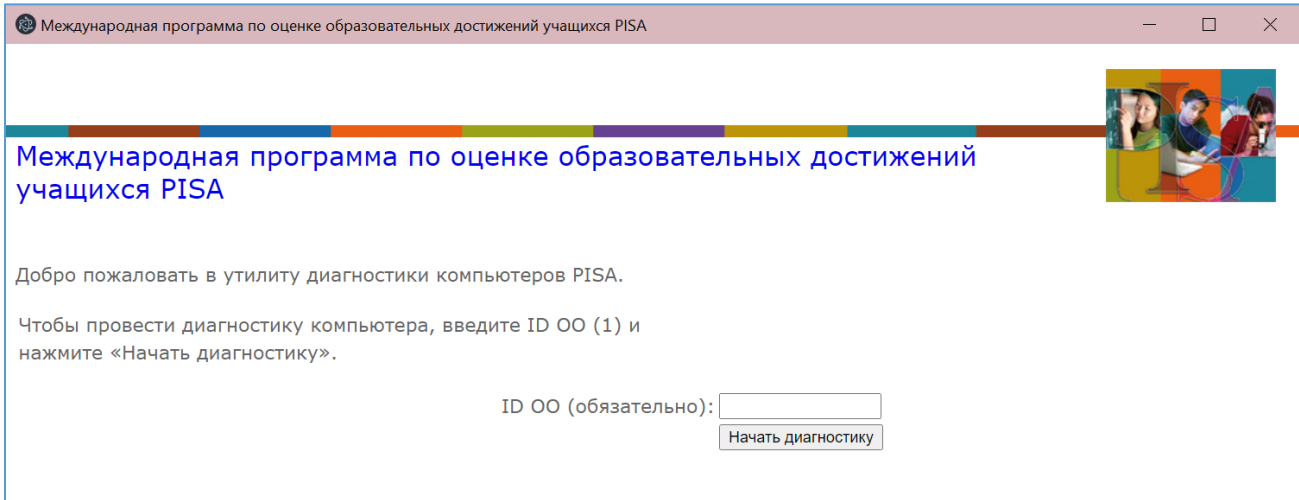 Международная программа по оценке образовательных достижений учащихся PISA
Международная программа по оценке образовательных достижений
учащихся PISA
Добро пожаловать в утилиту диагностики компьютеров PISA.
Чтобы провести диагностику компьютера, введите ID ОО (1) и
нажмите «Начать диагностику».
ID ОО (обязательно):
Начать диагностику